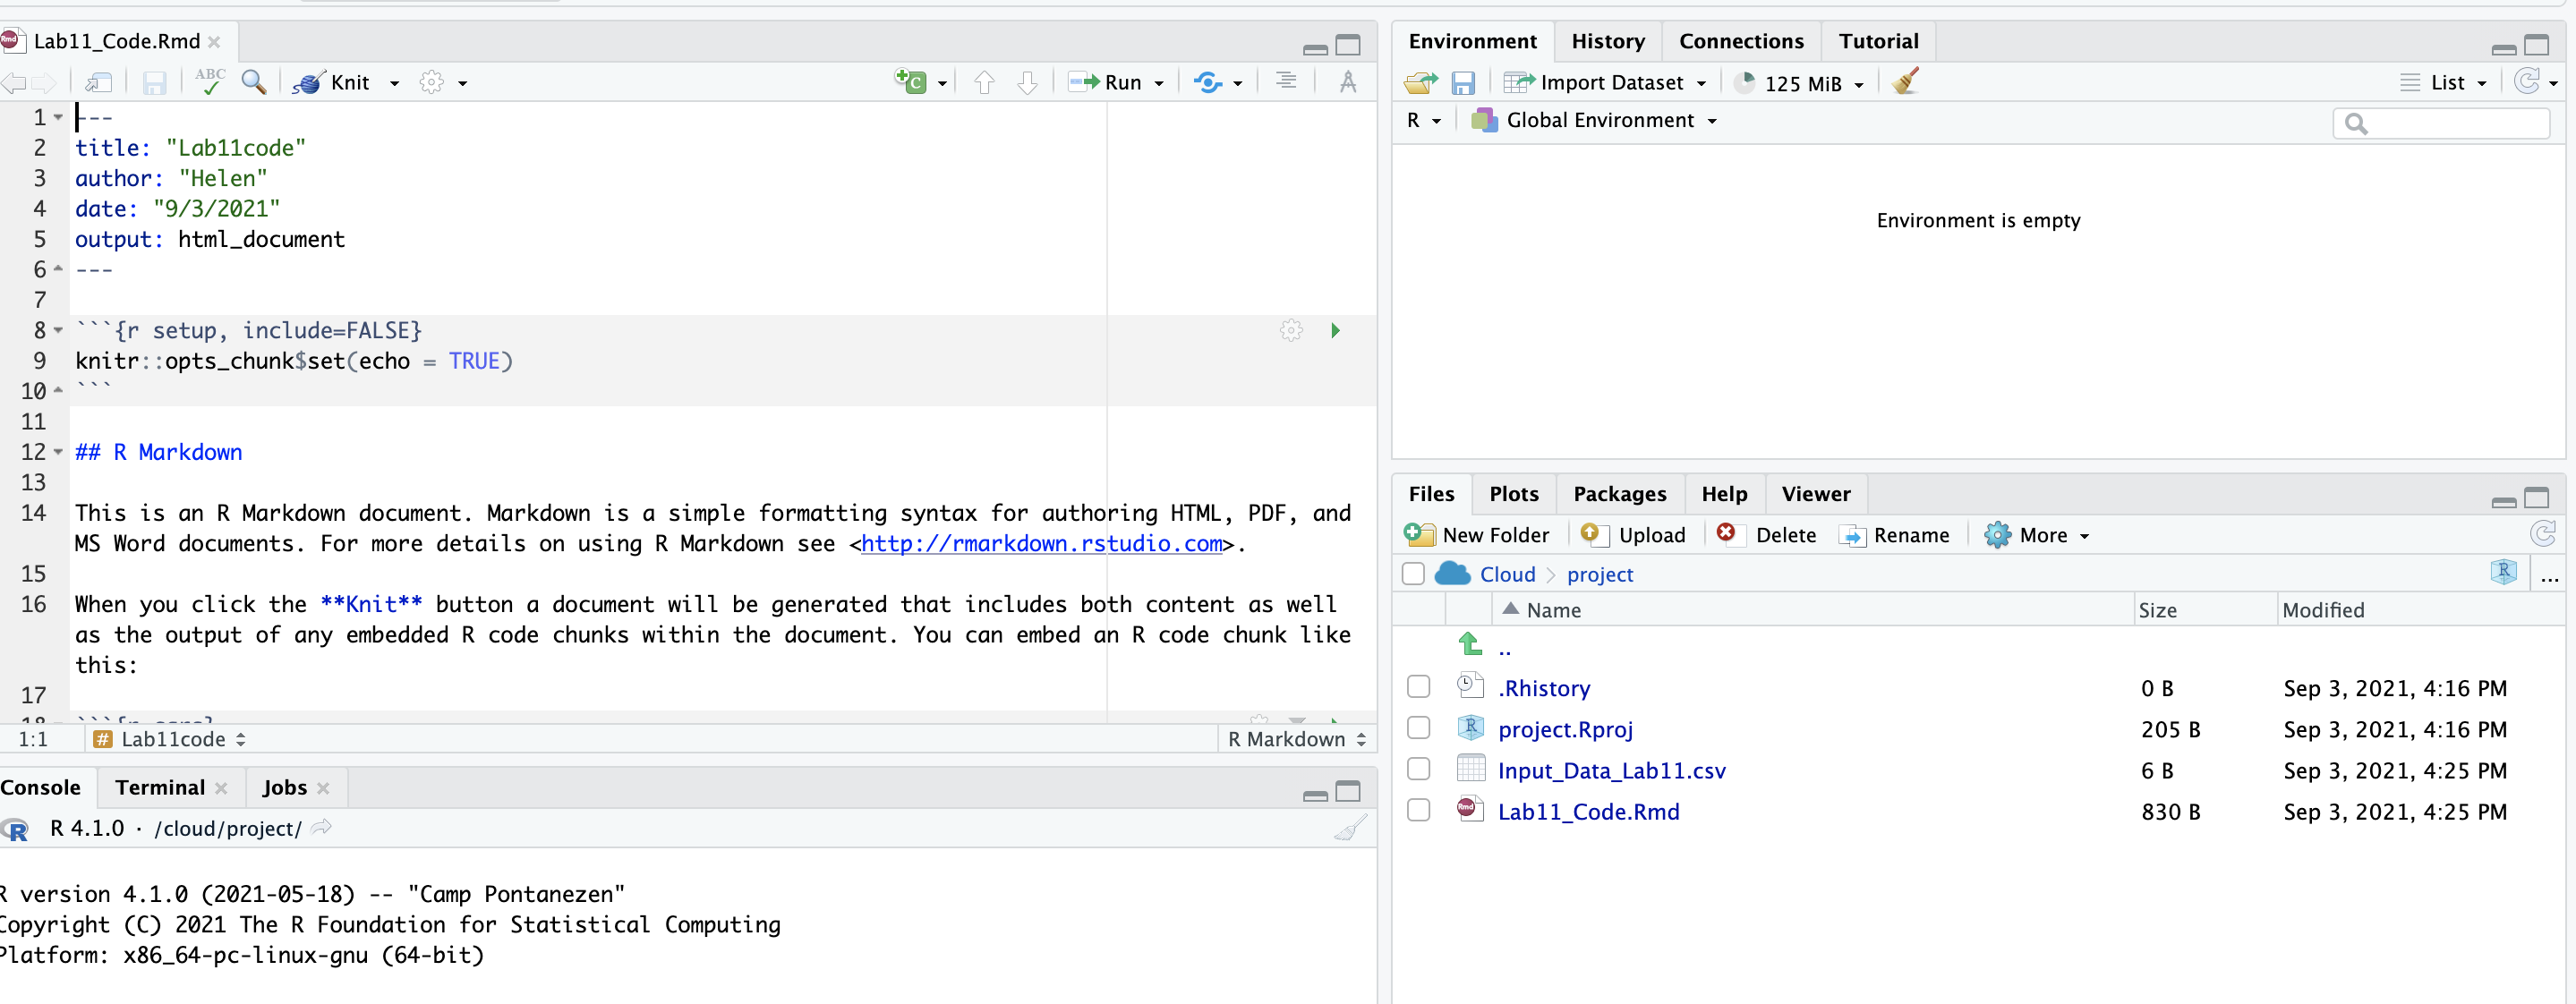 Lab11_Code.Rmd
ABC
Knit
Run
1 ---
2 title: "Lab11code"
3 author: "Helen"
4 date: "9/3/2021"
5 output: html_document
6 ---
7
8 ```{r setup, include=FALSE}
9 knitr::opts_chunk$set(echo = TRUE)
10 ```
11
12 ## R Markdown
13
14 This is an R Markdown document. Markdown is a simple formatting syntax for authoring HTML, PDF, and
MS Word documents. For more details on using R Markdown see <http://rmarkdown.rstudio.com>.
15
16 When you click the **Knit** button a document will be generated that includes both content as well
as the output of any embedded R code chunks within the document. You can embed an R code chunk like
this:
17
18 ```{r cars}
1:1 # Lab11code R Markdown
Console Terminal Jobs
R 4.1.0 · /cloud/project/
R version 4.1.0 (2021-05-18) -- "Camp Pontanezen"
Copyright (C) 2021 The R Foundation for Statistical Computing
Platform: x86_64-pc-linux-gnu (64-bit)
Environment History Connections Tutorial
Import Dataset 125 MiB List
R Global Environment
Environment is empty
Files Plots Packages Help Viewer
New Folder Upload Delete Rename More
Cloud > project ...
Name Size Modified
..
.Rhistory 0 B Sep 3, 2021, 4:16 PM
project.Rproj 205 B Sep 3, 2021, 4:16 PM
Input_Data_Lab11.csv 6 B Sep 3, 2021, 4:25 PM
Lab11_Code.Rmd 830 B Sep 3, 2021, 4:25 PM